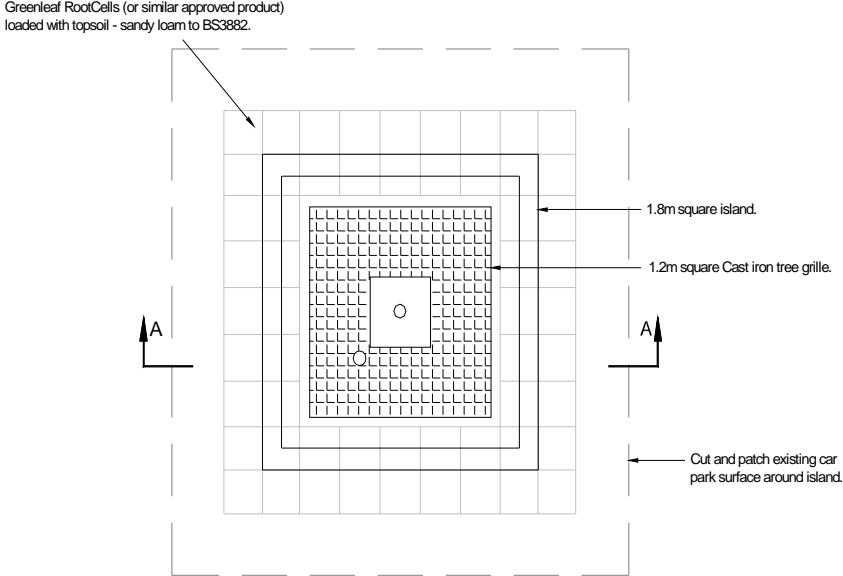 Greenleaf RootCells (or similar approved product)
loaded with topsoil - sandy loam to BS3882.
1.8m square island.
1.2m square Cast iron tree grille.
A
A
Cut and patch existing car
park surface around island.